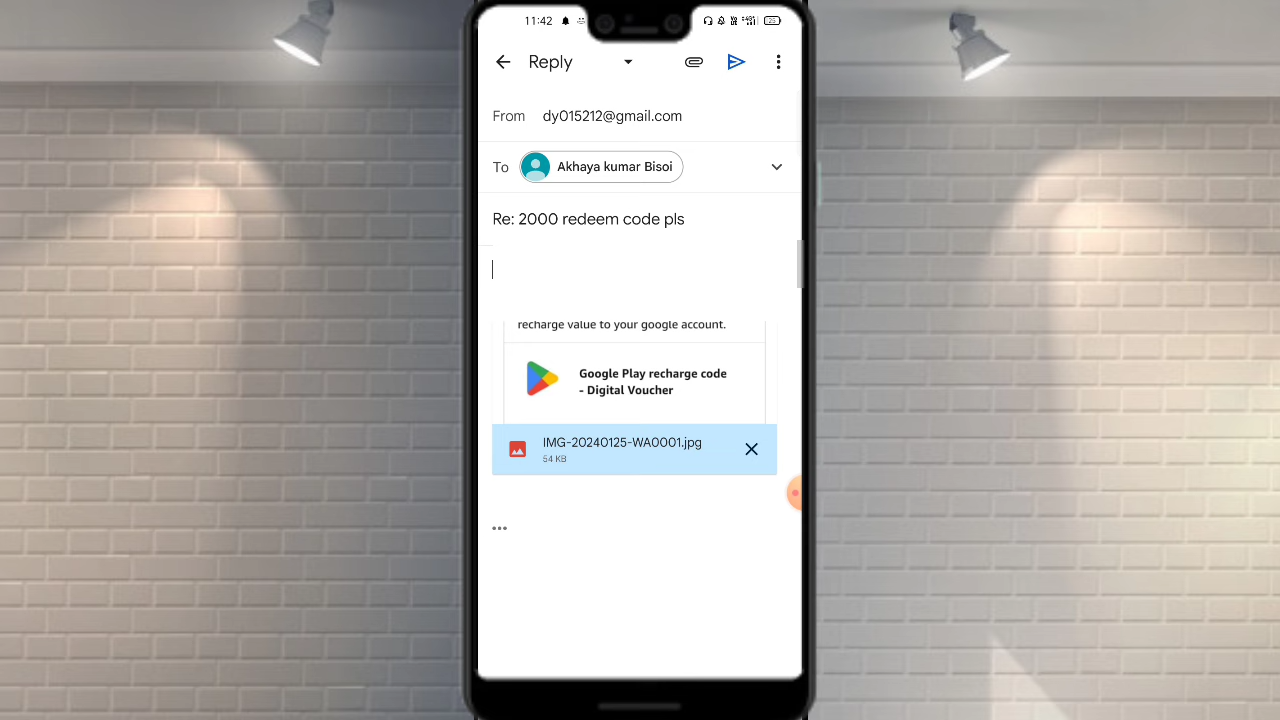 11:42
Reply
From dy015212@gmail.com
To Akhaya kumar Bisoi
Re: 2000 redeem code pls
recharge value to your google account.
Google Play recharge code
- Digital Voucher
IMG-20240125-WA0001.jpg
54 KB